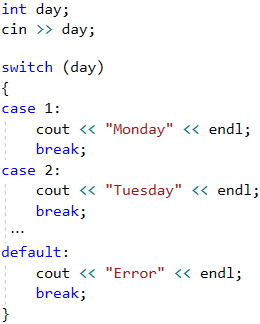 int day;
cin >> day;
switch (day)
{
case 1:
cout << "Monday" << endl;
break;
case 2:
cout << "Tuesday" << endl;
break;
...
default:
cout << "Error" << endl;
break;
}